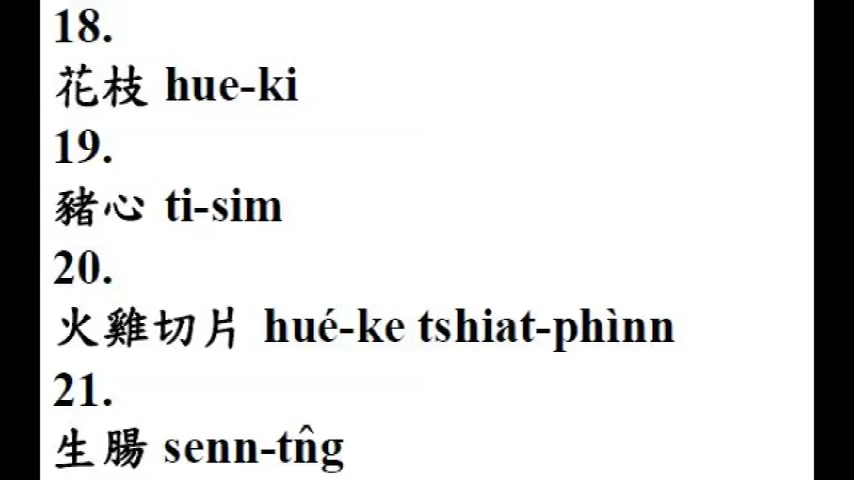 18.
花枝 hue-ki
19.
豬心 ti-sim
20.
火雞切片 hué-ke tshiat-phìnn
21.
生腸 senn-tn̂g